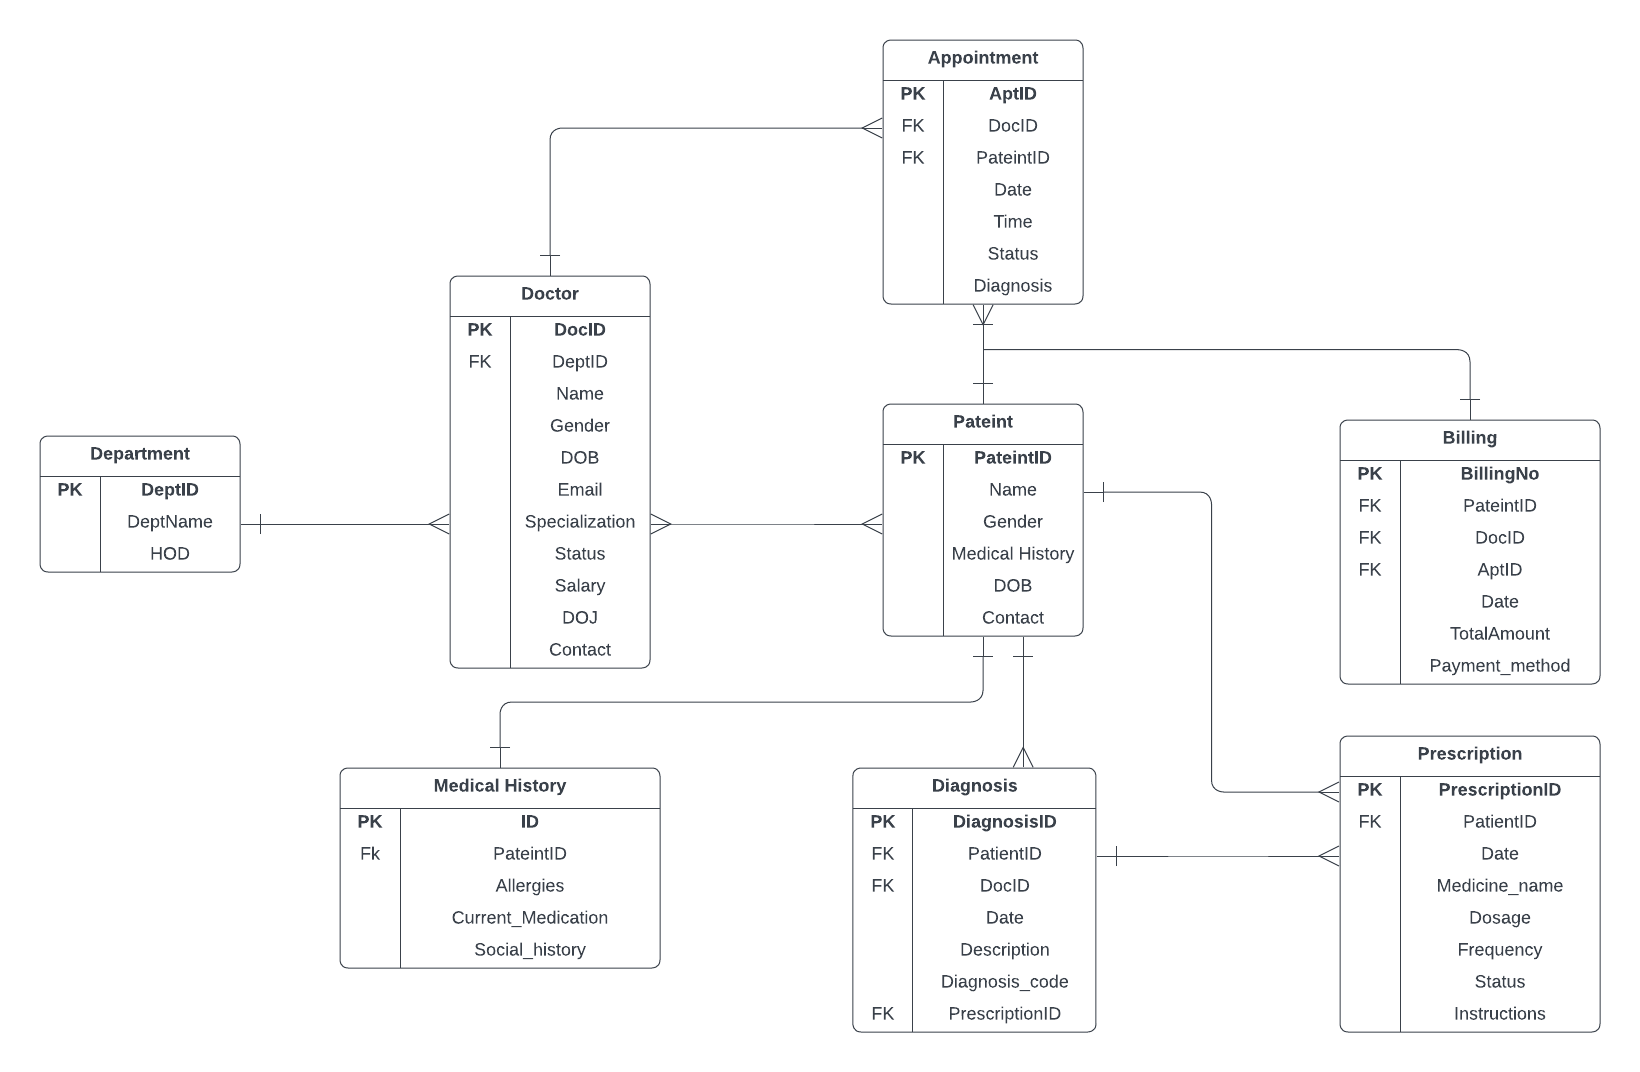 Appointment
PK AptID
FK DocID
FK PateintID
Date
Time
Status
Diagnosis
Doctor
PK DocID
FK DeptID
Name
Gender
DOB
Email
Specialization
Status
Salary
DOJ
Contact
Department
PK DeptID
DeptName
HOD
Pateint
PK PateintID
Name
Gender
Medical History
DOB
Contact
Billing
PK BillingNo
FK PateintID
FK DocID
FK AptID
Date
TotalAmount
Payment_method
Medical History
PK ID
Fk PateintID
Allergies
Current_Medication
Social_history
Diagnosis
PK DiagnosisID
FK PatientID
FK DocID
Date
Description
Diagnosis_code
FK PrescriptionID
Prescription
PK PrescriptionID
FK PatientID
Date
Medicine_name
Dosage
Frequency
Status
Instructions